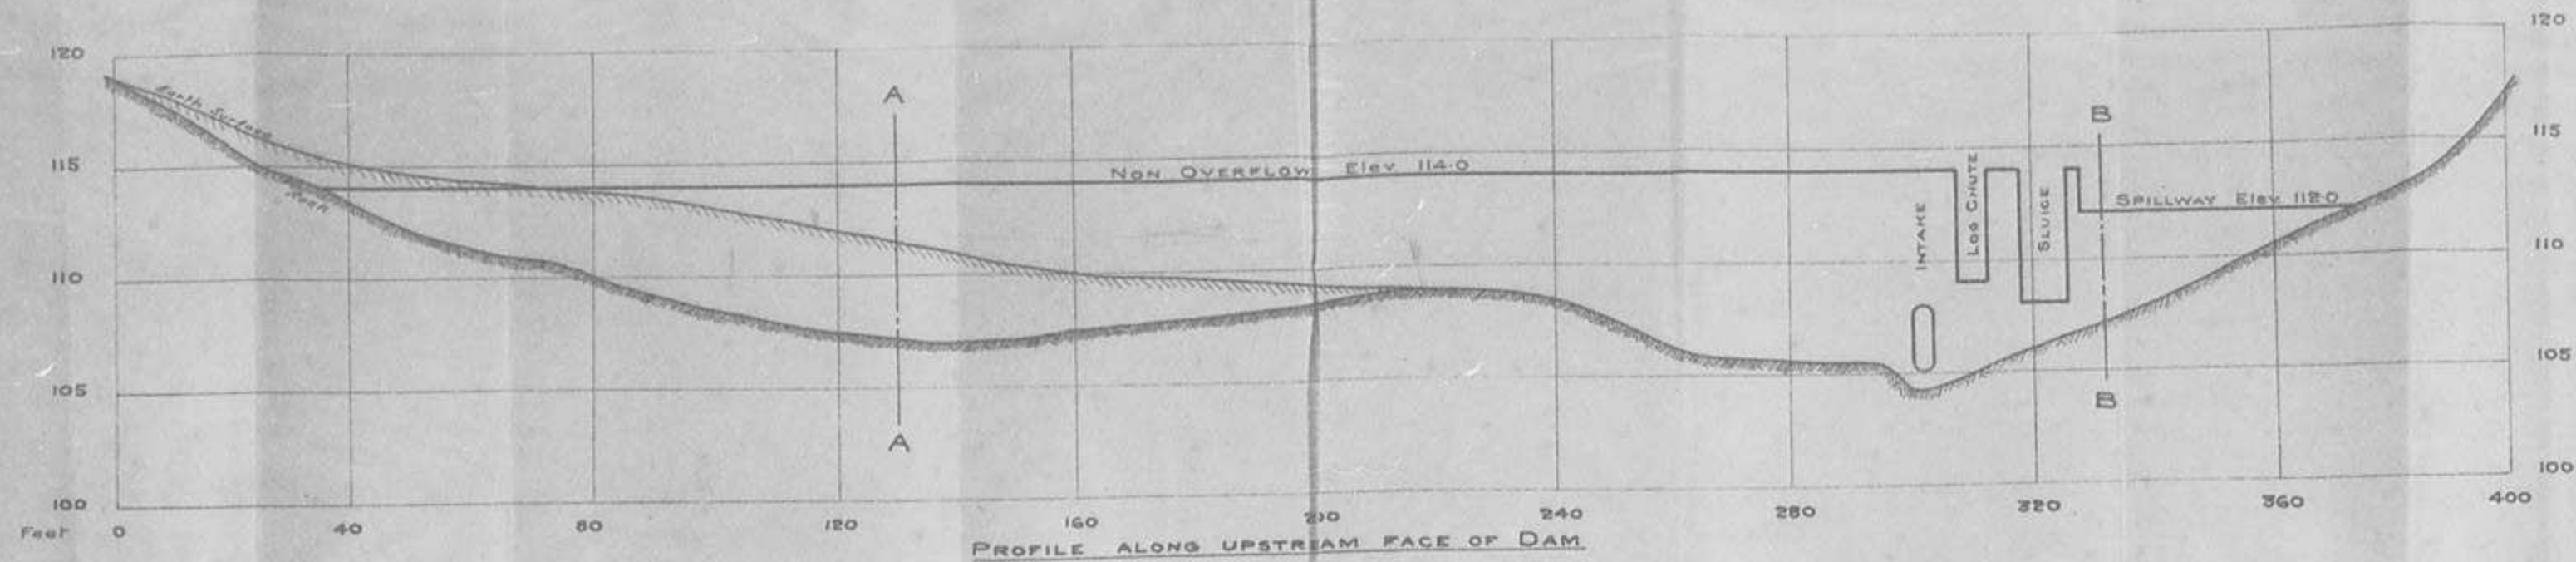 120
120
Earth Surface
A
B
115
LOG CHUTE
115
NON OVERFLOW Elev 114.0
Rock
INTAKE
SLUICE
SPILLWAY Elev. 112.0
110
110
105
105
B
A
100
100
Feet 0 40 80 120 160 200 240 280 320 360 400
PROFILE ALONG UPSTREAM FACE OF DAM